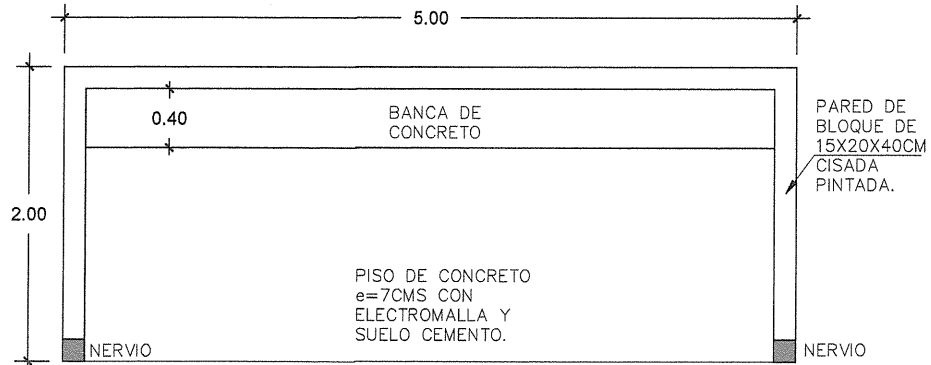 5.00
0.40
BANCA DE
CONCRETO
PARED DE
BLOQUE DE
15X20X40CM
CISADA
PINTADA.
2.00
PISO DE CONCRETO
e=7CMS CON
ELECTROMALLA Y
SUELO CEMENTO.
NERVIO
NERVIO